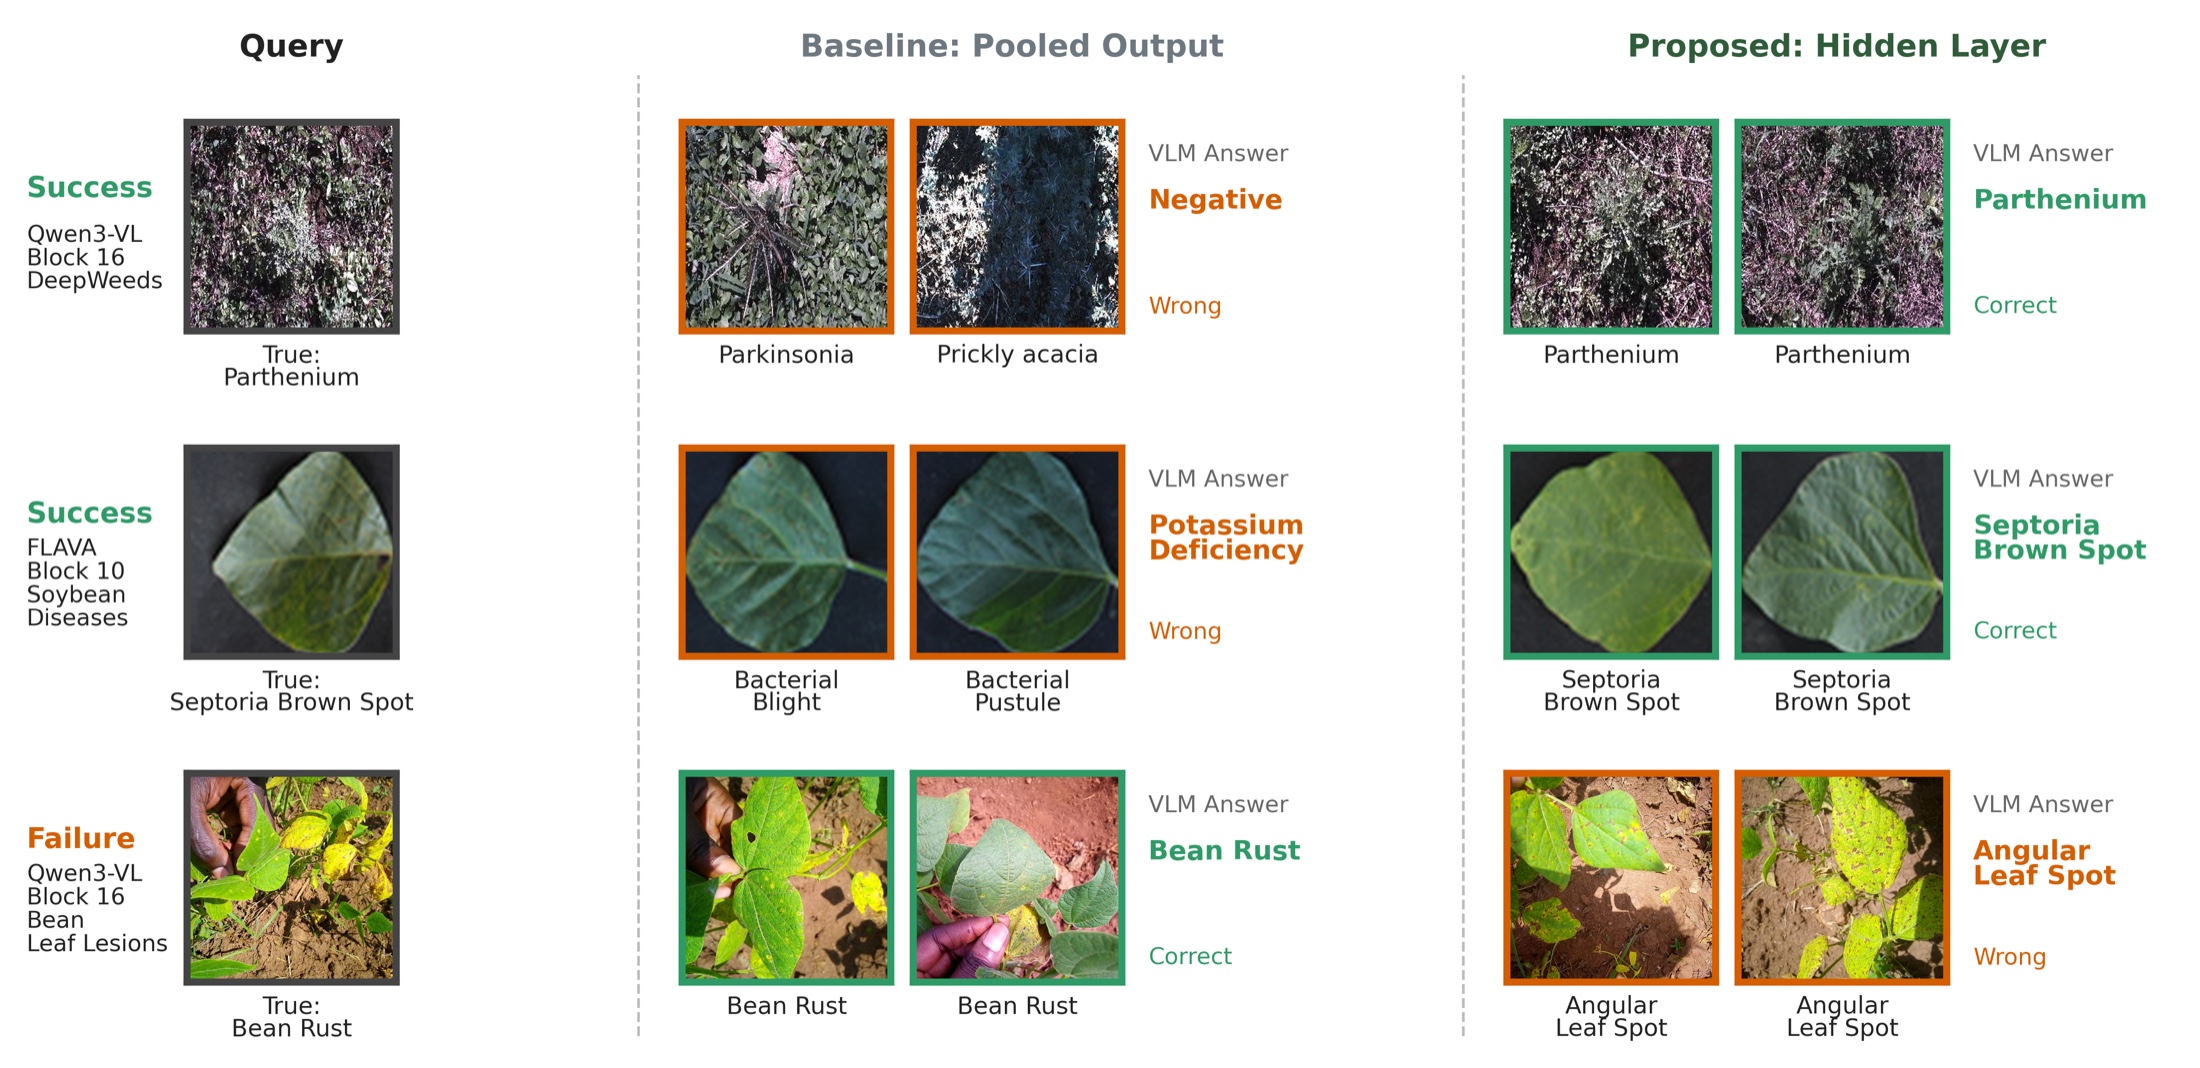 Query
Baseline: Pooled Output
Proposed: Hidden Layer
Success
Qwen3-VL
Block 16
DeepWeeds
True:
Parthenium
Parkinsonia
Prickly acacia
VLM Answer
Negative
Wrong
Parthenium
Parthenium
VLM Answer
Parthenium
Correct
Success
FLAVA
Block 10
Soybean
Diseases
True:
Septoria Brown Spot
Bacterial
Blight
Bacterial
Pustule
VLM Answer
Potassium
Deficiency
Wrong
Septoria
Brown Spot
Septoria
Brown Spot
VLM Answer
Septoria
Brown Spot
Correct
Failure
Qwen3-VL
Block 16
Bean
Leaf Lesions
True:
Bean Rust
Bean Rust
Bean Rust
VLM Answer
Bean Rust
Correct
Angular
Leaf Spot
Angular
Leaf Spot
VLM Answer
Angular
Leaf Spot
Wrong